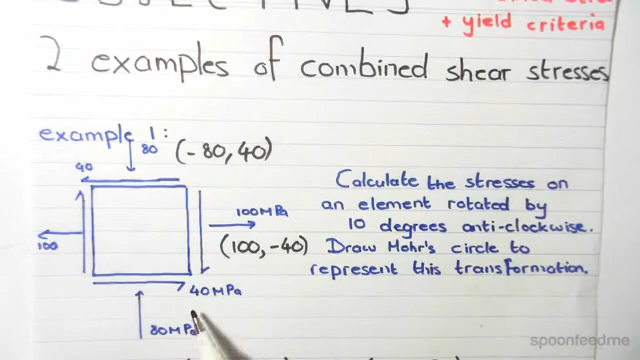 + yield criteria
2 examples of combined shear stresses
example 1:
80
(-80, 40)
40
100MPa
100
(100, -40)
40MPa
80MPa
Calculate the stresses on
an element rotated by
10 degrees anti-clockwise.
Draw Mohr's circle to
represent this transformation.
spoonfeedme